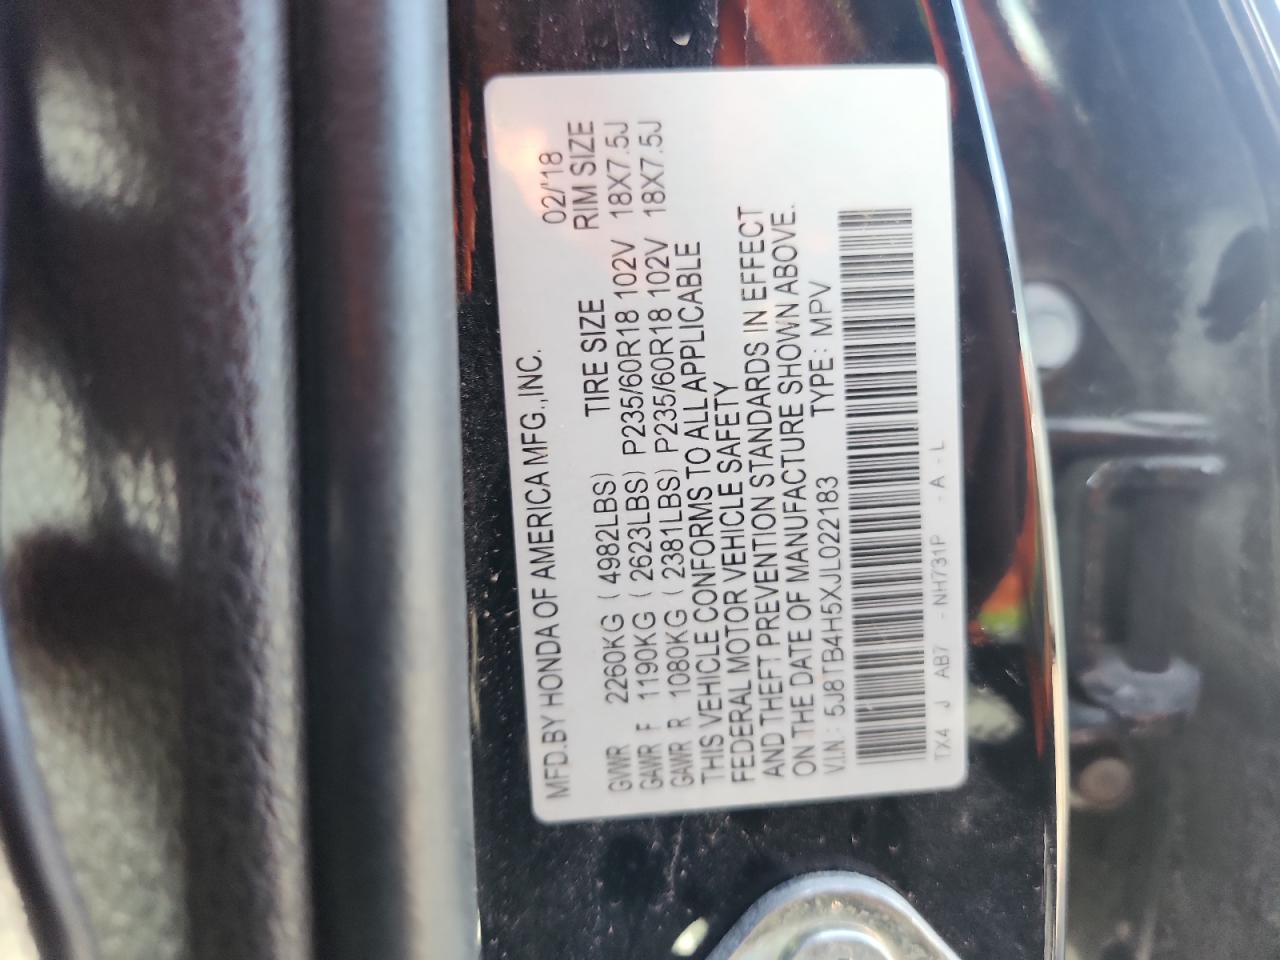 MFD.BY HONDA OF AMERICA MFG.,INC. 02/'18
TIRE SIZE RIM SIZE
GVWR 2260KG ( 4982LBS)
GAWR F 1190KG ( 2623LBS) P235/60R18 102V 18X7.5J
GAWR R 1080KG ( 2381LBS) P235/60R18 102V 18X7.5J
THIS VEHICLE CONFORMS TO ALL APPLICABLE
FEDERAL MOTOR VEHICLE SAFETY
AND THEFT PREVENTION STANDARDS IN EFFECT
ON THE DATE OF MANUFACTURE SHOWN ABOVE.
V.I.N.: 5J8TB4H5XJL022183 TYPE: MPV
TX4 J AB7 - NH731P - A - L